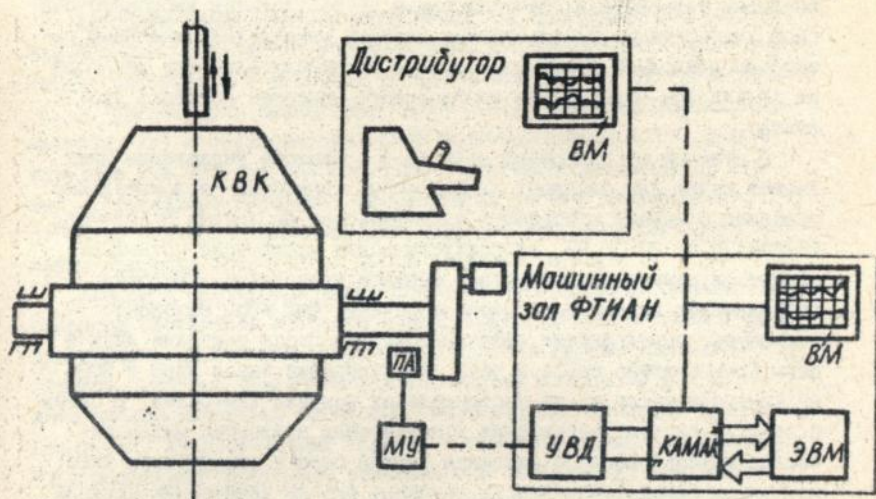 Дистрибутор
ВМ
КВК
Машинный
зал ФТИАН
ВМ
ПА
МУ
УВД
КАМАК
ЭВМ